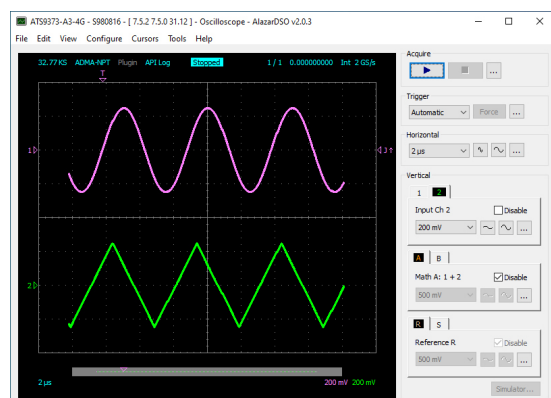 ATS9373-A3-4G - S980816 - [ 7.5.2 7.5.0 31.12 ] - Oscilloscope - AlazarDSO v2.0.3
File Edit View Configure Cursors Tools Help
32.77KS ADMA-NPT Plugin API Log Stopped 1 / 1 0.000000000 Int 2 GS/s
T
1
J
2
2 µs 200 mV 200 mV
Acquire
...
Trigger
Automatic Force ...
Horizontal
2 µs ...
Vertical
1 2
Input Ch 2 Disable
200 mV ...
A B
Math A: 1 + 2 Disable
500 mV ...
R S
Reference R Disable
500 mV ...
Simulator...